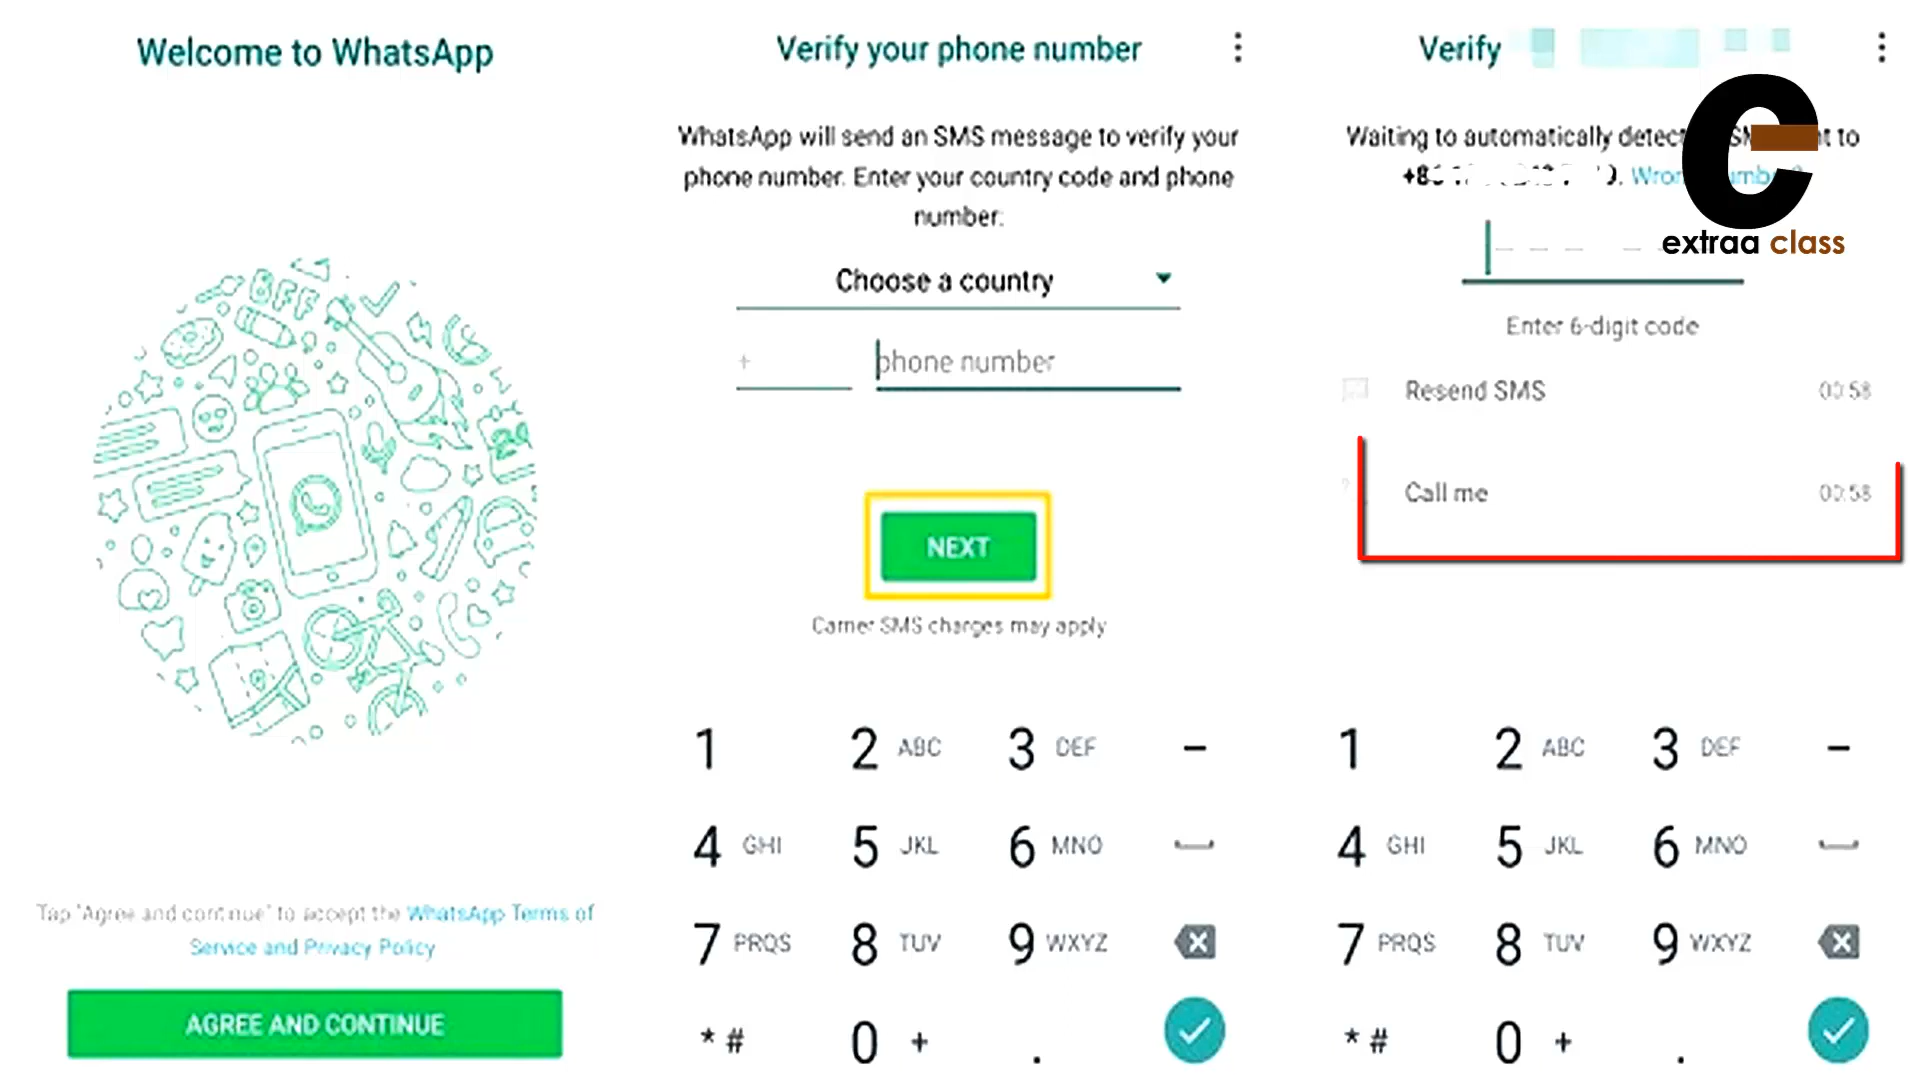 Welcome to WhatsApp
BFF
Tap "Agree and continue" to accept the WhatsApp Terms of
Service and Privacy Policy
AGREE AND CONTINUE
Verify your phone number
WhatsApp will send an SMS message to verify your
phone number. Enter your country code and phone
number:
Choose a country
+ phone number
NEXT
Carrier SMS charges may apply
1 2 ABC 3 DEF –
4 GHI 5 JKL 6 MNO
7 PRQS 8 TUV 9 WXYZ
* # 0 + .
Verify
Waiting to automatically detect to
extraa class
Enter 6-digit code
Resend SMS 00:58
Call me 00:58
1 2 ABC 3 DEF –
4 GHI 5 JKL 6 MNO
7 PRQS 8 TUV 9 WXYZ
* # 0 + .